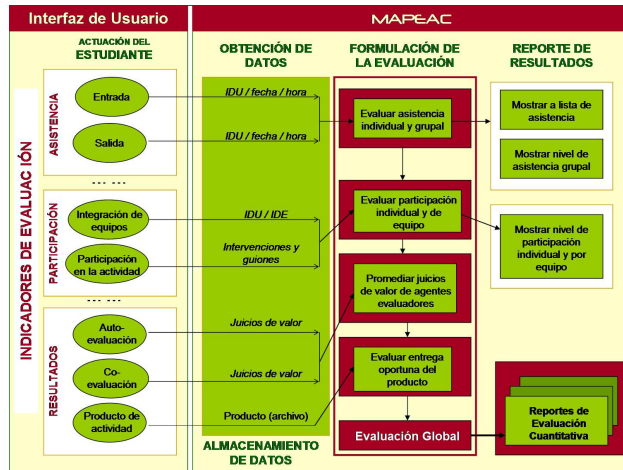 Interfaz de Usuario
MAPEAC
ACTUACIÓN DEL
ESTUDIANTE
OBTENCIÓN DE
DATOS
FORMULACIÓN DE
LA EVALUACIÓN
REPORTE DE
RESULTADOS
INDICADORES DE EVALUAC IÓN
ASISTENCIA
Entrada
Salida
IDU / fecha / hora
IDU / fecha / hora
Evaluar asistencia
individual y grupal
Mostrar a lista de
asistencia
Mostrar nivel de
asistencia grupal
--- ---
PARTICIPACIÓN
Integración de
equipos
Participación
en la actividad
IDU / IDE
Intervenciones y
guiones
Evaluar participación
individual y de
equipo
Mostrar nivel de
participación
individual y por
equipo
--- ---
RESULTADOS
Auto-
evaluación
Co-
evaluación
Producto de
actividad
Juicios de valor
Juicios de valor
Producto (archivo)
Promediar juicios
de valor de agentes
evaluadores
Evaluar entrega
oportuna del
producto
Evaluación Global
Reportes de
Evaluación
Cuantitativa
ALMACENAMIENTO
DE DATOS